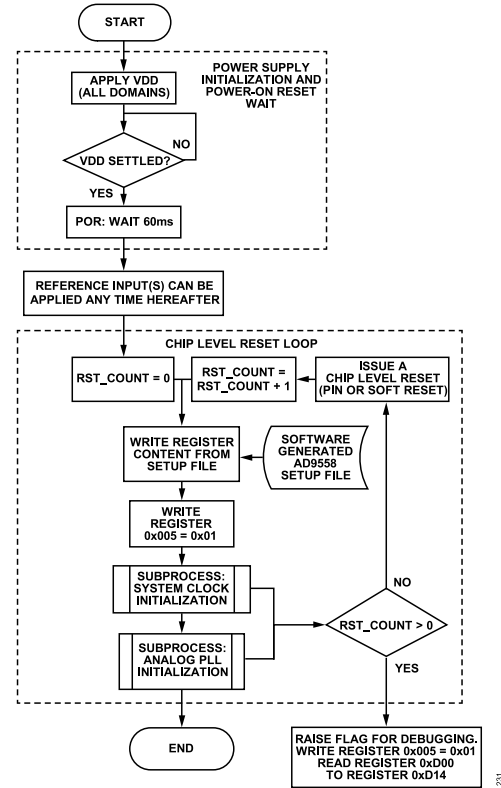 START
POWER SUPPLY
INITIALIZATION AND
POWER-ON RESET
WAIT
APPLY VDD
(ALL DOMAINS)
NO
VDD SETTLED?
YES
POR: WAIT 60ms
REFERENCE INPUT(S) CAN BE
APPLIED ANY TIME HEREAFTER
CHIP LEVEL RESET LOOP
RST_COUNT = 0
RST_COUNT =
RST_COUNT + 1
ISSUE A
CHIP LEVEL RESET
(PIN OR SOFT RESET)
WRITE REGISTER
CONTENT FROM
SETUP FILE
SOFTWARE
GENERATED
AD9558
SETUP FILE
WRITE
REGISTER
0x005 = 0x01
SUBPROCESS:
SYSTEM CLOCK
INITIALIZATION
NO
RST_COUNT > 0
SUBPROCESS:
ANALOG PLL
INITIALIZATION
YES
END
RAISE FLAG FOR DEBUGGING.
WRITE REGISTER 0x005 = 0x01
READ REGISTER 0xD00
TO REGISTER 0xD14
231